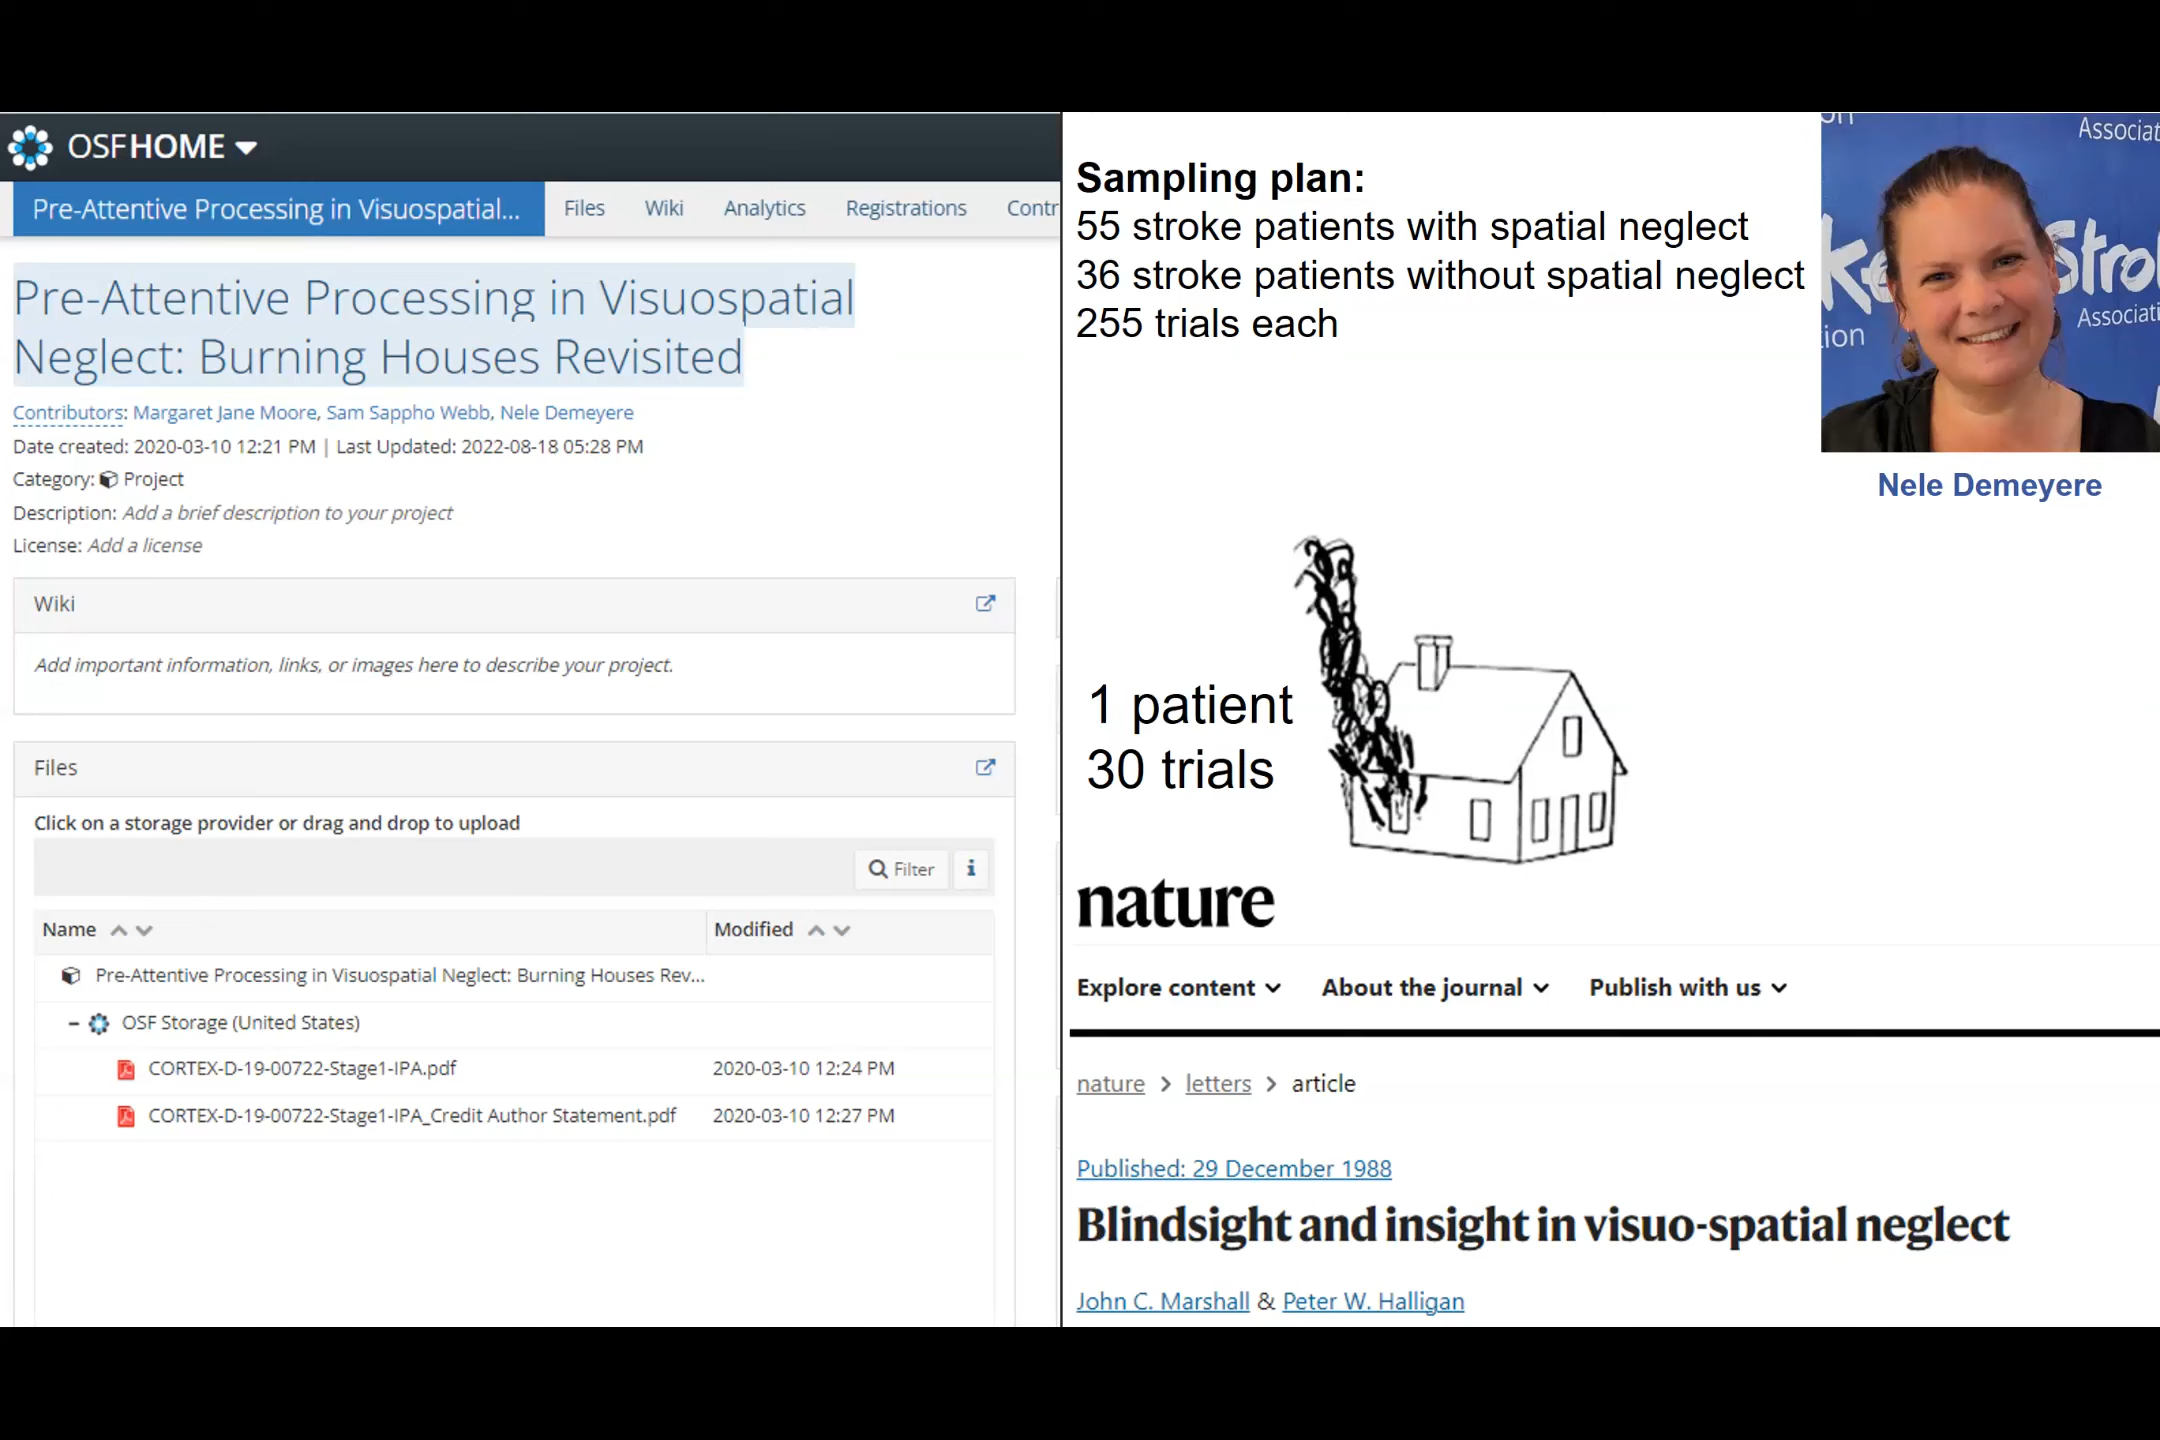 OSFHOME
Pre-Attentive Processing in Visuospatial... Files Wiki Analytics Registrations Contr
Pre-Attentive Processing in Visuospatial
Neglect: Burning Houses Revisited
Contributors: Margaret Jane Moore, Sam Sappho Webb, Nele Demeyere
Date created: 2020-03-10 12:21 PM | Last Updated: 2022-08-18 05:28 PM
Category: Project
Description: Add a brief description to your project
License: Add a license
Wiki
Add important information, links, or images here to describe your project.
Files
Click on a storage provider or drag and drop to upload
Filter i
Name Modified
Pre-Attentive Processing in Visuospatial Neglect: Burning Houses Rev...
OSF Storage (United States)
CORTEX-D-19-00722-Stage1-IPA.pdf 2020-03-10 12:24 PM
CORTEX-D-19-00722-Stage1-IPA_Credit Author Statement.pdf 2020-03-10 12:27 PM
Sampling plan:
55 stroke patients with spatial neglect
36 stroke patients without spatial neglect
255 trials each
on
Associat
ke
Stro
Associati
ion
Nele Demeyere
1 patient
30 trials
nature
Explore content About the journal Publish with us
nature > letters > article
Published: 29 December 1988
Blindsight and insight in visuo-spatial neglect
John C. Marshall & Peter W. Halligan